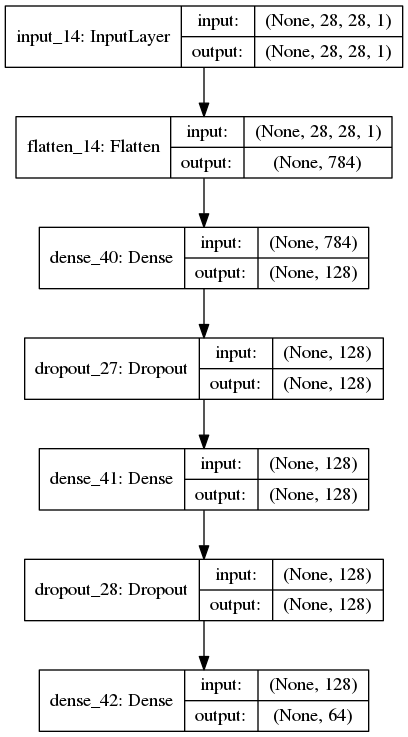 input_14: InputLayer
input: (None, 28, 28, 1)
output: (None, 28, 28, 1)
flatten_14: Flatten
input: (None, 28, 28, 1)
output: (None, 784)
dense_40: Dense
input: (None, 784)
output: (None, 128)
dropout_27: Dropout
input: (None, 128)
output: (None, 128)
dense_41: Dense
input: (None, 128)
output: (None, 128)
dropout_28: Dropout
input: (None, 128)
output: (None, 128)
dense_42: Dense
input: (None, 128)
output: (None, 64)